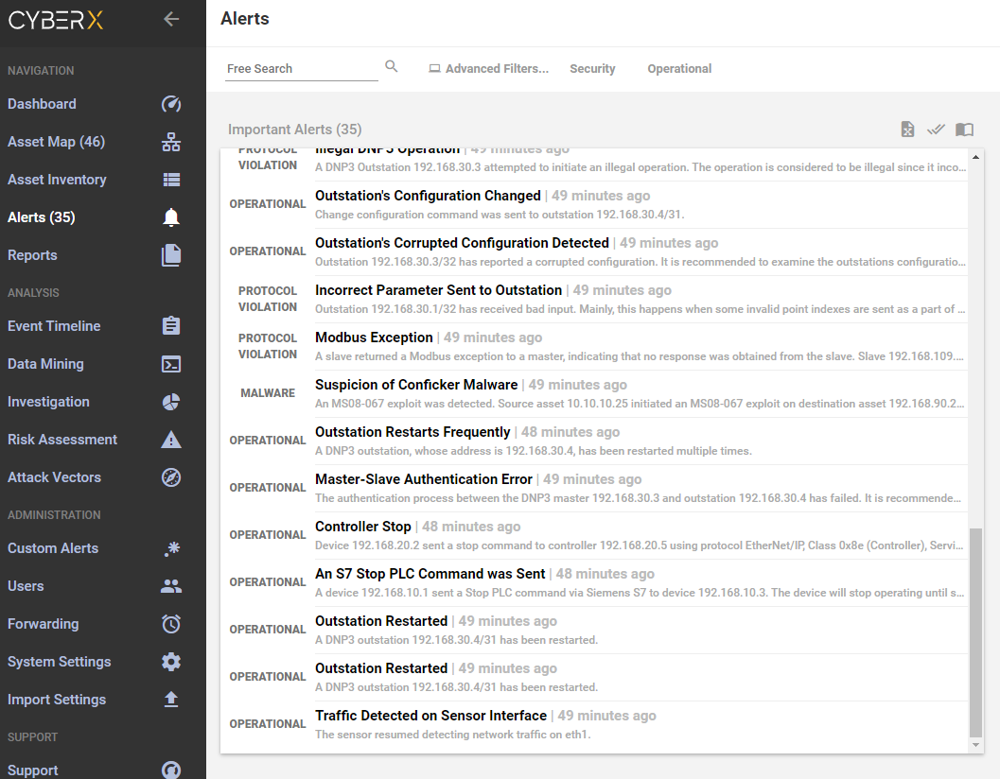 CYBERX
Alerts
Free Search
Advanced Filters...
Security
Operational
NAVIGATION
Dashboard
Asset Map (46)
Asset Inventory
Alerts (35)
Reports
ANALYSIS
Event Timeline
Data Mining
Investigation
Risk Assessment
Attack Vectors
ADMINISTRATION
Custom Alerts
Users
Forwarding
System Settings
Import Settings
SUPPORT
Support
Important Alerts (35)
PROTOCOL
VIOLATION
Illegal DNP3 Operation | 49 minutes ago
A DNP3 Outstation 192.168.30.3 attempted to initiate an illegal operation. The operation is considered to be illegal since it inco...
OPERATIONAL
Outstation's Configuration Changed | 49 minutes ago
Change configuration command was sent to outstation 192.168.30.4/31.
OPERATIONAL
Outstation's Corrupted Configuration Detected | 49 minutes ago
Outstation 192.168.30.3/32 has reported a corrupted configuration. It is recommended to examine the outstations configuratio...
PROTOCOL
VIOLATION
Incorrect Parameter Sent to Outstation | 49 minutes ago
Outstation 192.168.30.1/32 has received bad input. Mainly, this happens when some invalid point indexes are sent as a part of ...
PROTOCOL
VIOLATION
Modbus Exception | 49 minutes ago
A slave returned a Modbus exception to a master, indicating that no response was obtained from the slave. Slave 192.168.109....
MALWARE
Suspicion of Conficker Malware | 49 minutes ago
An MS08-067 exploit was detected. Source asset 10.10.10.25 initiated an MS08-067 exploit on destination asset 192.168.90.2...
OPERATIONAL
Outstation Restarts Frequently | 48 minutes ago
A DNP3 outstation, whose address is 192.168.30.4, has been restarted multiple times.
OPERATIONAL
Master-Slave Authentication Error | 49 minutes ago
The authentication process between the DNP3 master 192.168.30.3 and outstation 192.168.30.4 has failed. It is recommende...
OPERATIONAL
Controller Stop | 48 minutes ago
Device 192.168.20.2 sent a stop command to controller 192.168.20.5 using protocol EtherNet/IP, Class 0x8e (Controller), Servi...
OPERATIONAL
An S7 Stop PLC Command was Sent | 48 minutes ago
A device 192.168.10.1 sent a Stop PLC command via Siemens S7 to device 192.168.10.3. The device will stop operating until s...
OPERATIONAL
Outstation Restarted | 49 minutes ago
A DNP3 outstation 192.168.30.4/31 has been restarted.
OPERATIONAL
Outstation Restarted | 49 minutes ago
A DNP3 outstation 192.168.30.4/31 has been restarted.
OPERATIONAL
Traffic Detected on Sensor Interface | 49 minutes ago
The sensor resumed detecting network traffic on eth1.